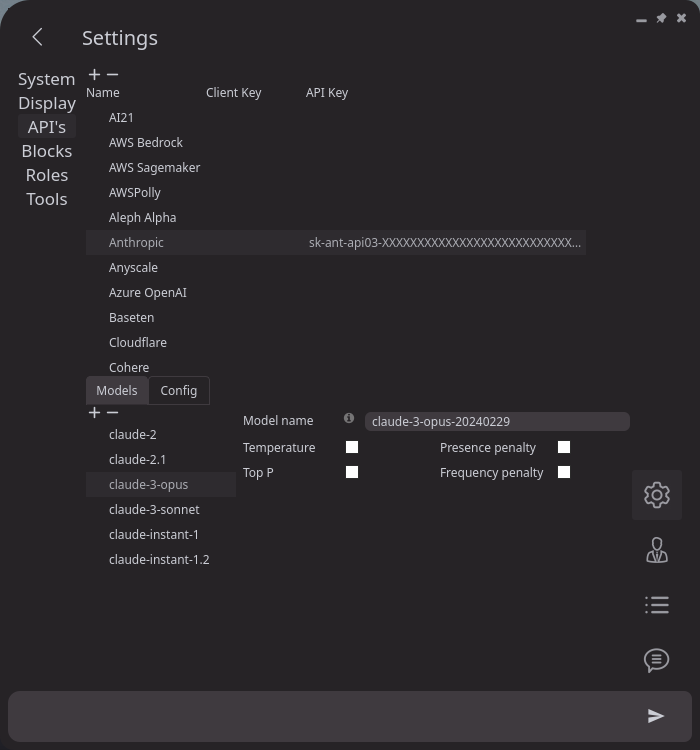 Settings
System
Display
API's
Blocks
Roles
Tools
Name Client Key API Key
AI21
AWS Bedrock
AWS Sagemaker
AWSPolly
Aleph Alpha
Anthropic sk-ant-api03-XXXXXXXXXXXXXXXXXXXXXXXXXXX...
Anyscale
Azure OpenAI
Baseten
Cloudflare
Cohere
Models Config
claude-2
claude-2.1
claude-3-opus
claude-3-sonnet
claude-instant-1
claude-instant-1.2
Model name claude-3-opus-20240229
Temperature Presence penalty
Top P Frequency penalty